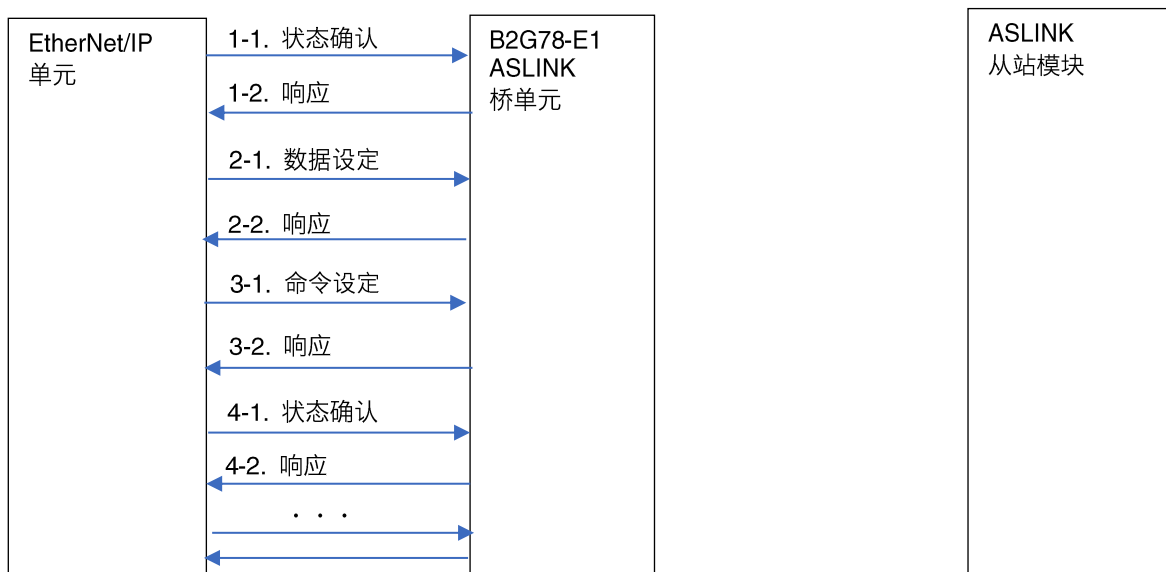 EtherNet/IP
单元
1-1. 状态确认
1-2. 响应
2-1. 数据设定
2-2. 响应
3-1. 命令设定
3-2. 响应
4-1. 状态确认
4-2. 响应
· · ·
B2G78-E1
ASLINK
桥单元
ASLINK
从站模块